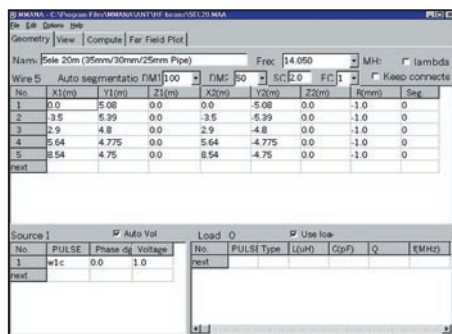 MMANA - C:\Program Files\MMANA\ANT\HF beams\5EL20.MAA
File Edit Options Help
Geometry View Compute Far Field Plot
Nam: 5ele 20m (35mm/30mm/25mm Pipe) Freq 14.050 MH: lambda
Wire 5 Auto segmentatio DM1 100 DM2 50 SC 2.0 EC 1 Keep connecte
No. X1(m) Y1(m) Z1(m) X2(m) Y2(m) Z2(m) R(mm) Seg.
1 0.0 5.08 0.0 0.0 -5.08 0.0 -1.0 0
2 -3.5 5.39 0.0 -3.5 -5.39 0.0 -1.0 0
3 2.9 4.8 0.0 2.9 -4.8 0.0 -1.0 0
4 5.64 4.775 0.0 5.64 -4.775 0.0 -1.0 0
5 8.54 4.75 0.0 8.54 -4.75 0.0 -1.0 0
next
Source 1 Auto Vol Load 0 Use loa
No. PULSE Phase dg Voltage No. PULSE Type L(uH) C(pF) Q f(MHz)
1 w1c 0.0 1.0 next
next